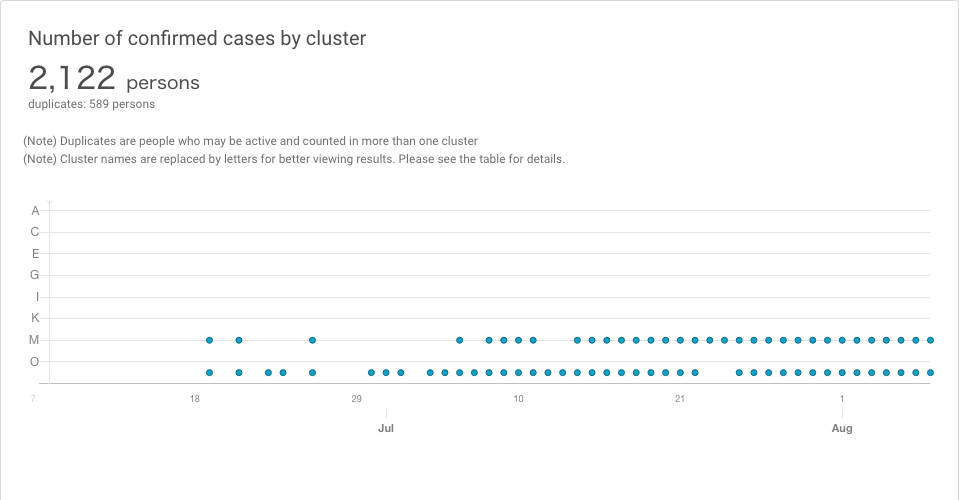 Number of confirmed cases by cluster
2,122 persons
duplicates: 589 persons
(Note) Duplicates are people who may be active and counted in more than one cluster
(Note) Cluster names are replaced by letters for better viewing results. Please see the table for details.
A
C
E
G
I
K
M
O
7 18 29 10 21 1
Jul Aug